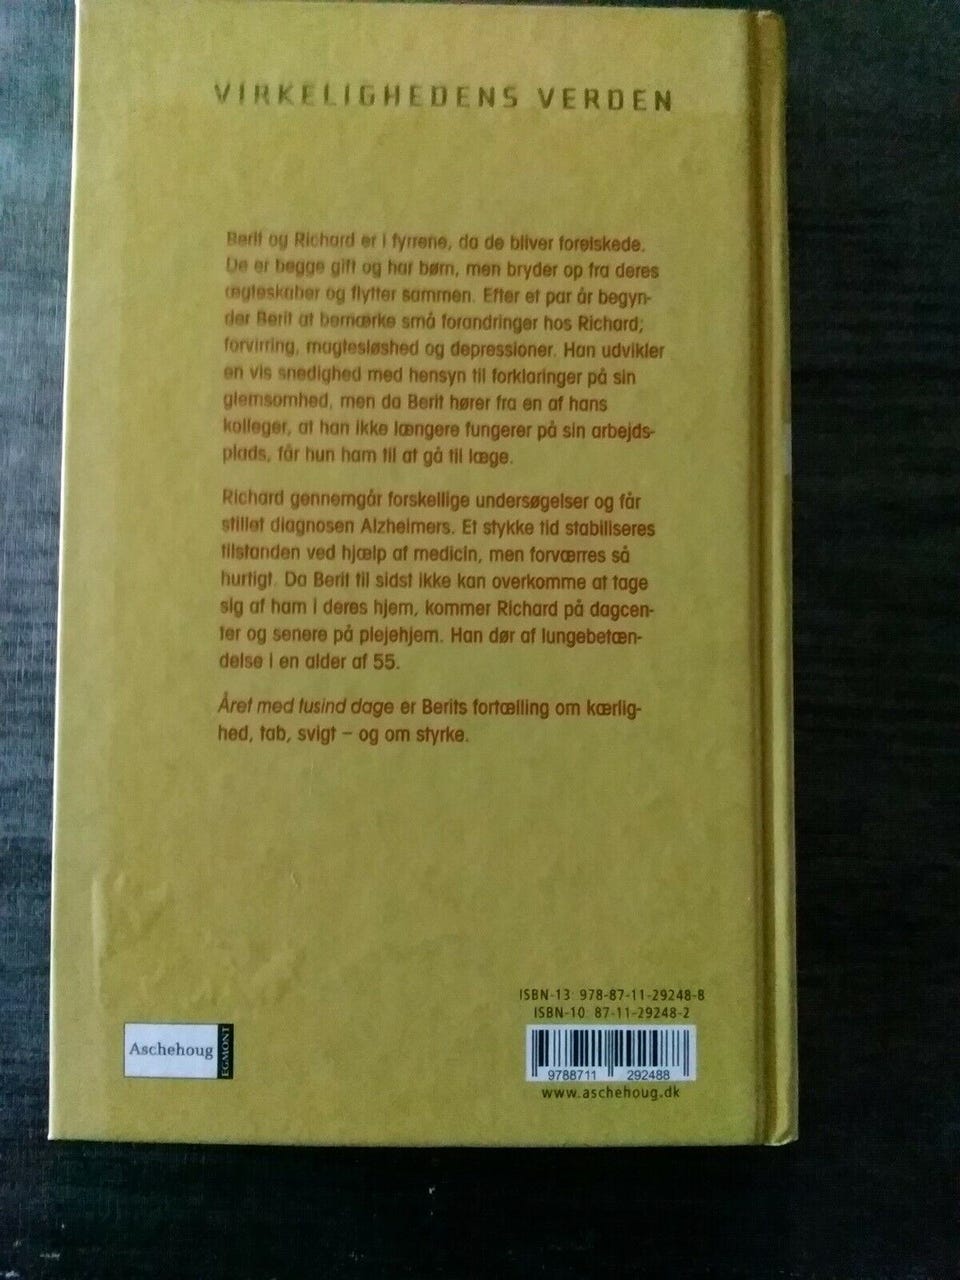 VIRKELIGHEDENS VERDEN
Berit og Richard er i fyrrene, da de bliver forelskede.
De er begge gift og har børn, men bryder op fra deres
ægteskaber og flytter sammen. Efter et par år begyn-
der Berit at bemærke små forandringer hos Richard;
forvirring, magtesløshed og depressioner. Han udvikler
en vis snedighed med hensyn til forklaringer på sin
glemsomhed, men da Berit hører fra en af hans
kolleger, at han ikke længere fungerer på sin arbejds-
plads, får hun ham til at gå til læge.
Richard gennemgår forskellige undersøgelser og får
stillet diagnosen Alzheimers. Et stykke tid stabiliseres
tilstanden ved hjælp af medicin, men forværres så
hurtigt. Da Berit til sidst ikke kan overkomme at tage
sig af ham i deres hjem, kommer Richard på dagcen-
ter og senere på plejehjem. Han dør af lungebetæn-
delse i en alder af 55.
Året med tusind dage er Berits fortælling om kærlig-
hed, tab, svigt – og om styrke.
ISBN-13: 978-87-11-29248-8
ISBN-10: 87-11-29248-2
Aschehoug
EGMONT
9788711 292488
www.aschehoug.dk